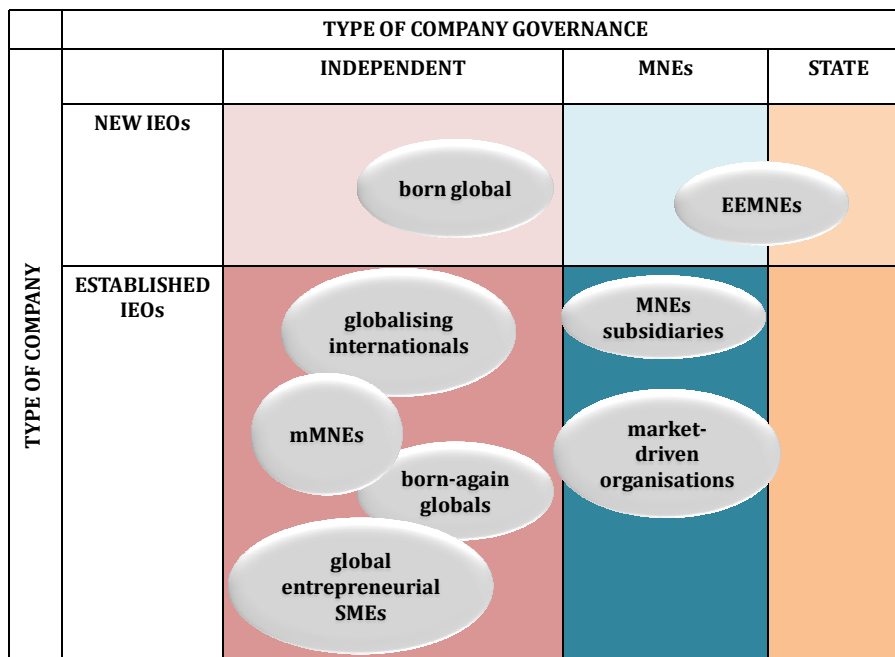 TYPE OF COMPANY GOVERNANCE
INDEPENDENT
MNEs
STATE
TYPE OF COMPANY
NEW IEOs
born global
EEMNEs
ESTABLISHED
IEOs
globalising
internationals
MNEs
subsidiaries
mMNEs
market-
driven
organisations
born-again
globals
global
entrepreneurial
SMEs